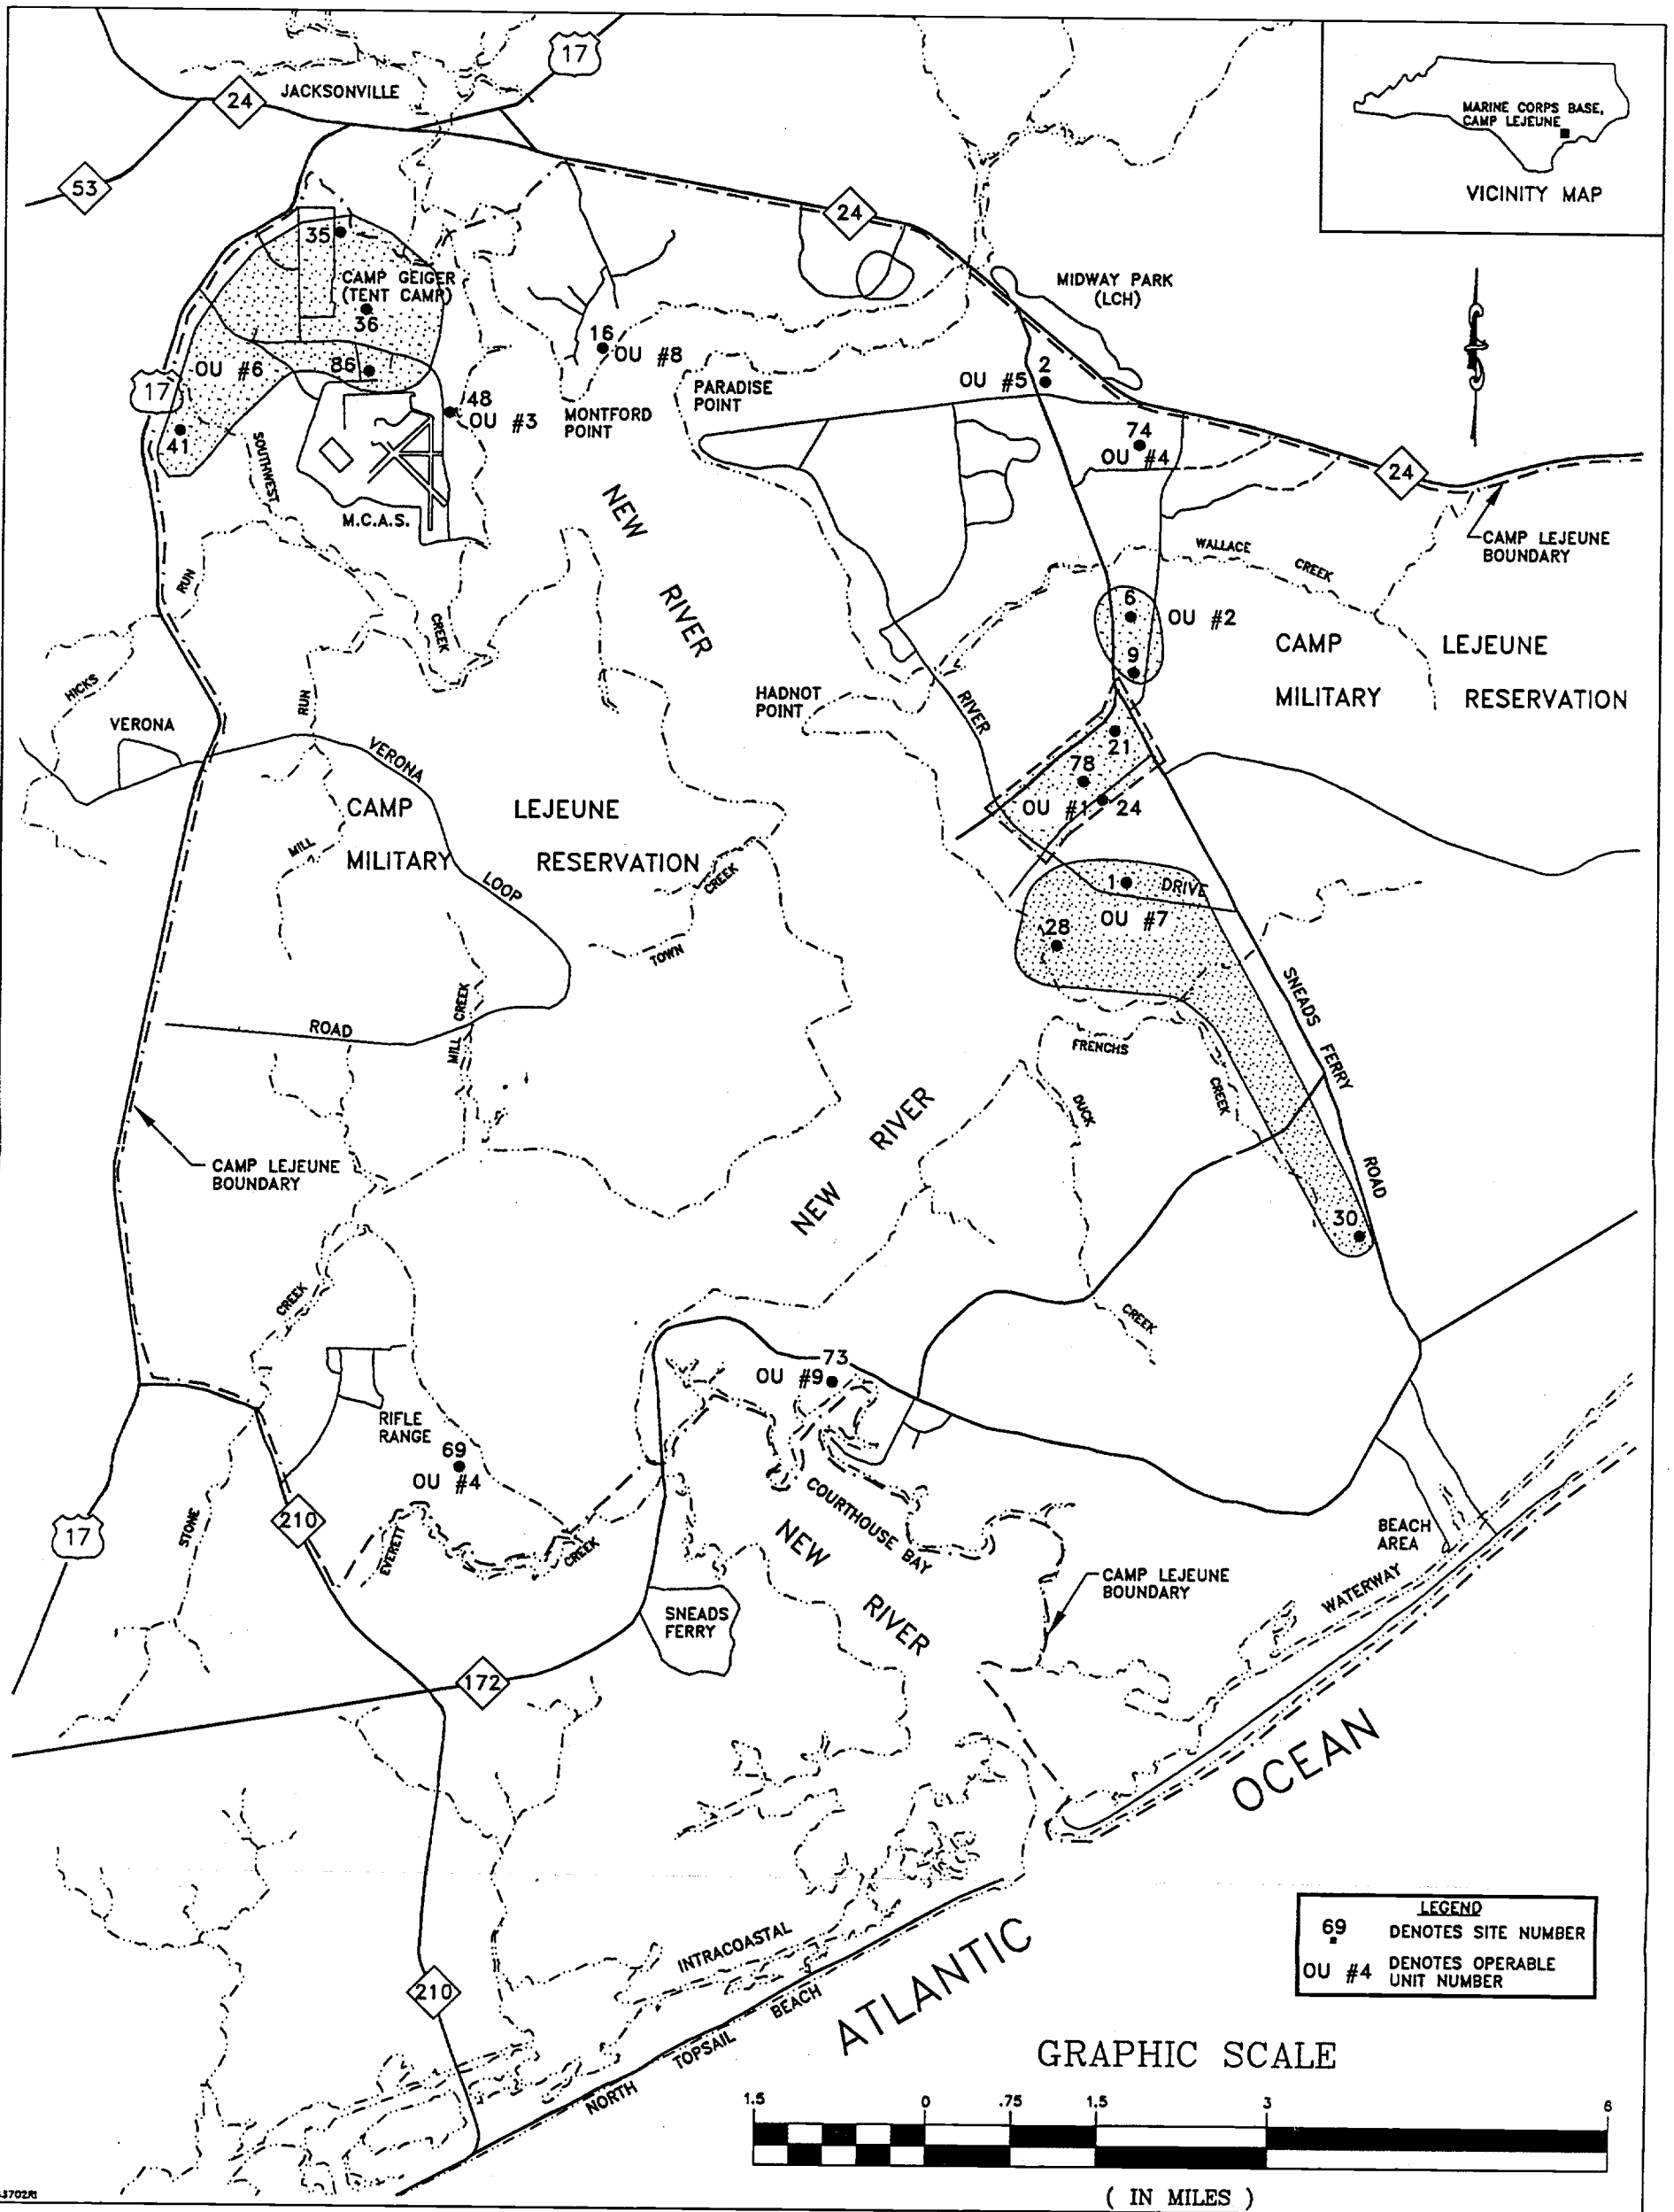 17
JACKSONVILLE
24
53
MARINE CORPS BASE,
CAMP LEJEUNE
VICINITY MAP
24
35
CAMP GEIGER
(TENT CAMP)
36
MIDWAY PARK
(LCH)
16
OU #8
OU #6
86
17
PARADISE
POINT
OU #5
2
48
OU #3
MONTFORD
POINT
41
74
OU #4
24
SOUTHWEST
M.C.A.S.
NEW
CAMP LEJEUNE
BOUNDARY
WALLACE
CREEK
RUN
RIVER
CREEK
6
OU #2
9
CAMP LEJEUNE
MILITARY RESERVATION
HICKS
RUN
HADNOT
POINT
RIVER
VERONA
VERONA
21
78
OU #1
24
CAMP LEJEUNE
MILITARY RESERVATION
MILL
LOOP
CREEK
TOWN
1
DRIVE
OU #7
28
SNEADS
FERRY
ROAD
ROAD
MILL CREEK
FRENCHS
CREEK
DUCK
CREEK
RIVER
NEW
CAMP LEJEUNE
BOUNDARY
30
CREEK
73
OU #9
RIFLE
RANGE
69
OU #4
210
17
STONE
EVERETT
CREEK
COURTHOUSE BAY
NEW
RIVER
BEACH
AREA
CAMP LEJEUNE
BOUNDARY
WATERWAY
SNEADS
FERRY
172
OCEAN
LEGEND
69 DENOTES SITE NUMBER
OU #4 DENOTES OPERABLE
UNIT NUMBER
INTRACOASTAL
210
ATLANTIC
NORTH TOPSAIL BEACH
GRAPHIC SCALE
1.5 0 .75 1.5 3 6
( IN MILES )